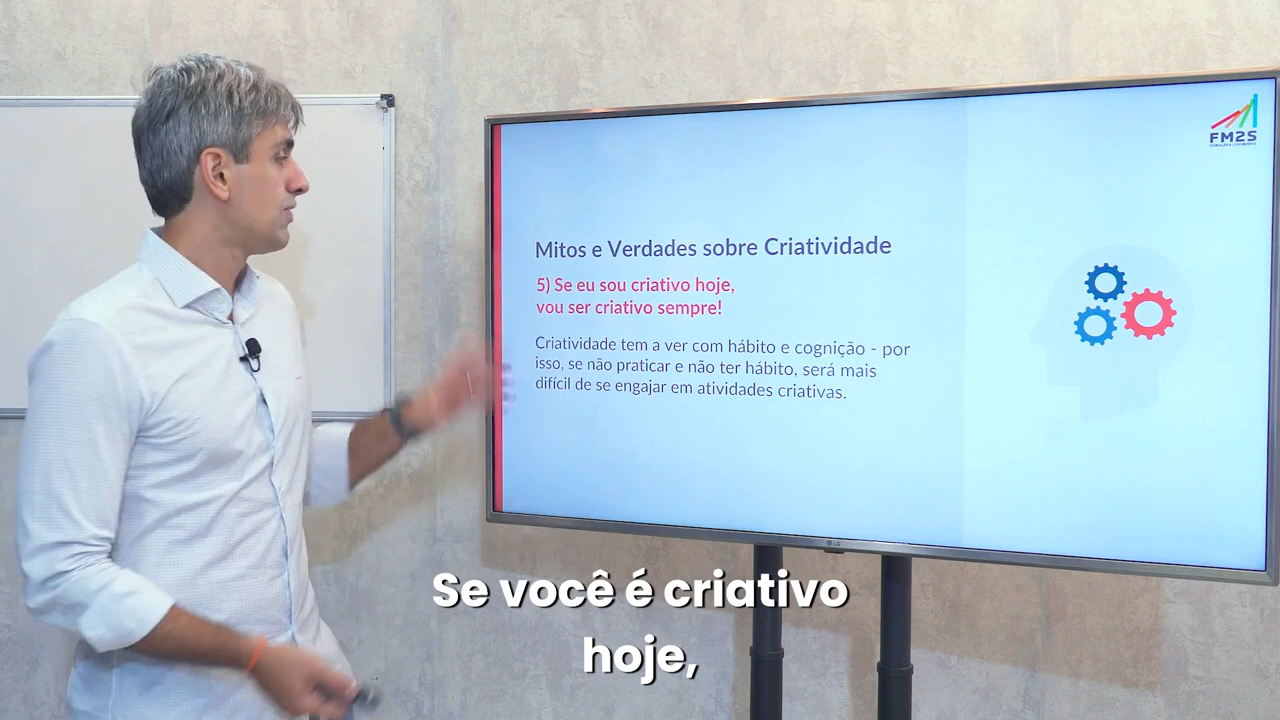 FM2S
Mitos e Verdades sobre Criatividade
5) Se eu sou criativo hoje,
vou ser criativo sempre!
Criatividade tem a ver com hábito e cognição - por
isso, se não praticar e não ter hábito, será mais
difícil de se engajar em atividades criativas.
LG
Se você é criativo
hoje,